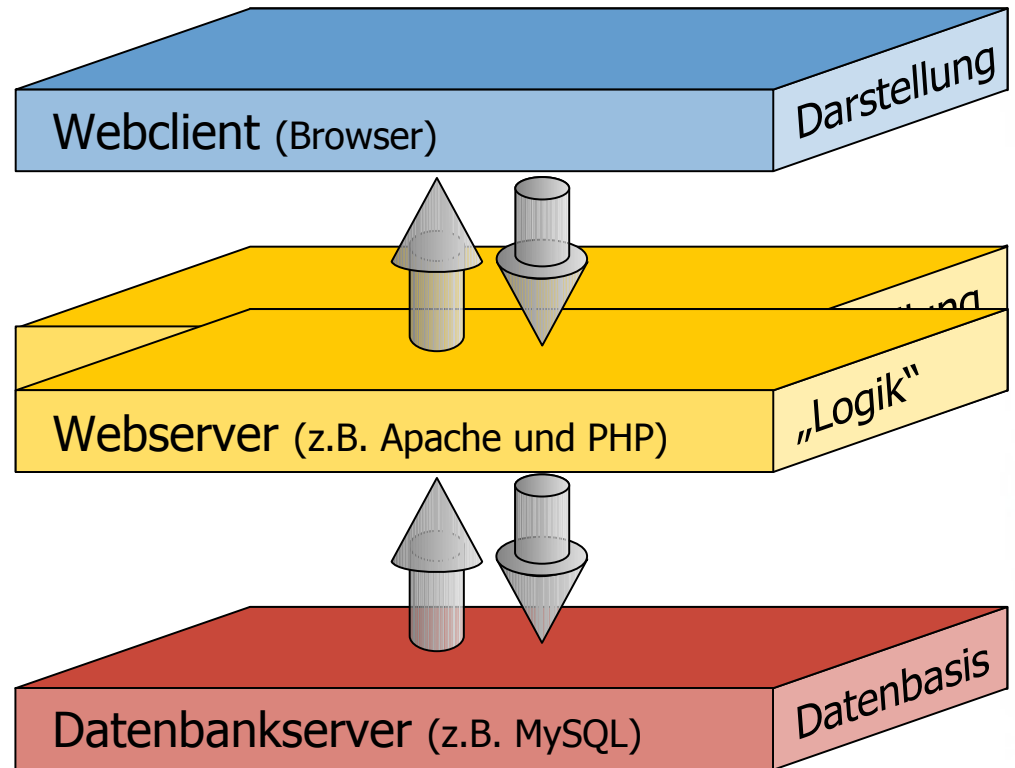 Webclient (Browser)
Darstellung
Webserver (z.B. Apache und PHP)
„Logik“
Datenbankserver (z.B. MySQL)
Datenbasis